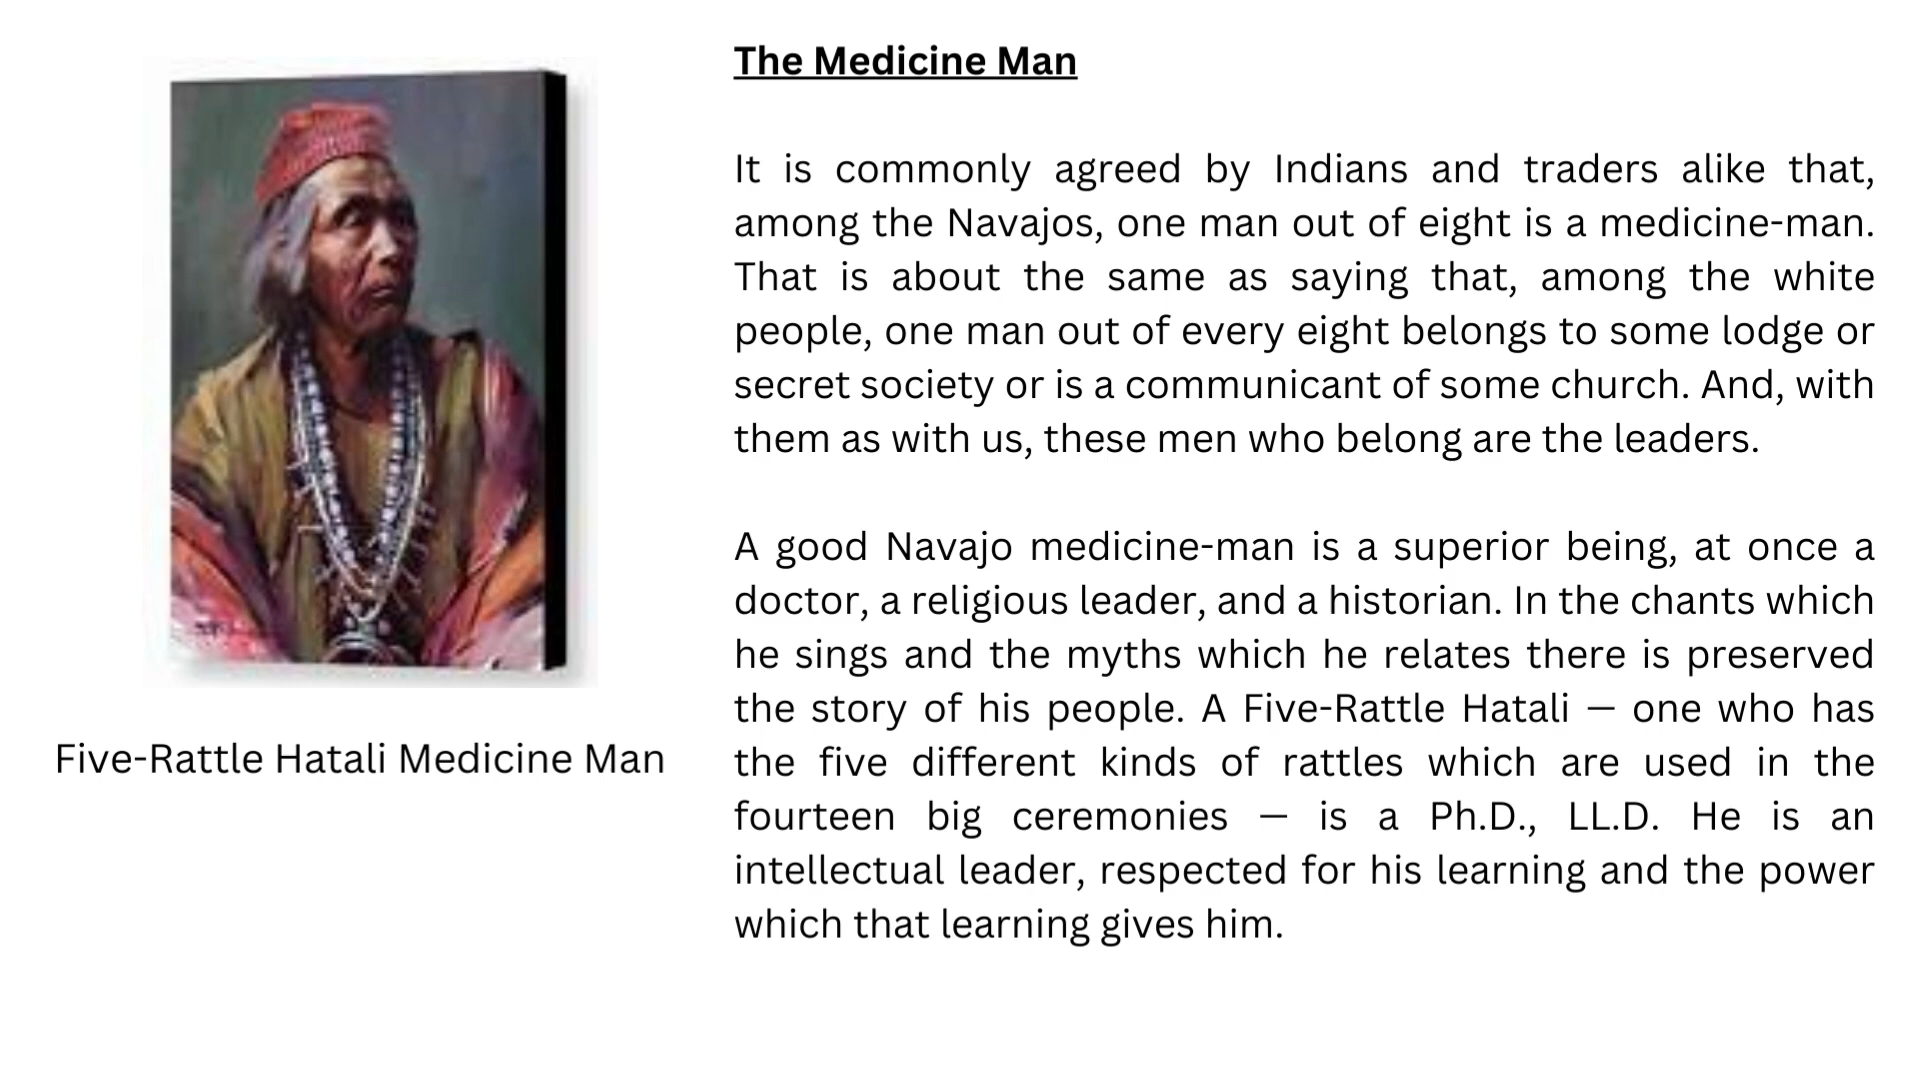 The Medicine Man
It is commonly agreed by Indians and traders alike that,
among the Navajos, one man out of eight is a medicine-man.
That is about the same as saying that, among the white
people, one man out of every eight belongs to some lodge or
secret society or is a communicant of some church. And, with
them as with us, these men who belong are the leaders.
A good Navajo medicine-man is a superior being, at once a
doctor, a religious leader, and a historian. In the chants which
he sings and the myths which he relates there is preserved
the story of his people. A Five-Rattle Hatali — one who has
the five different kinds of rattles which are used in the
fourteen big ceremonies — is a Ph.D., LL.D. He is an
intellectual leader, respected for his learning and the power
which that learning gives him.
Five-Rattle Hatali Medicine Man